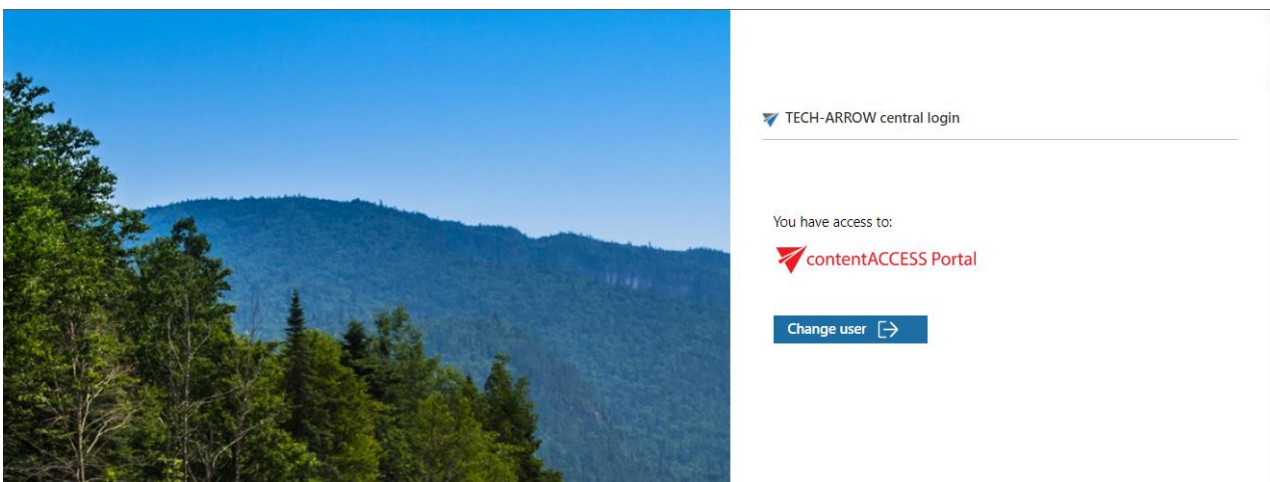 TECH-ARROW central login
You have access to:
contentACCESS Portal
Change user